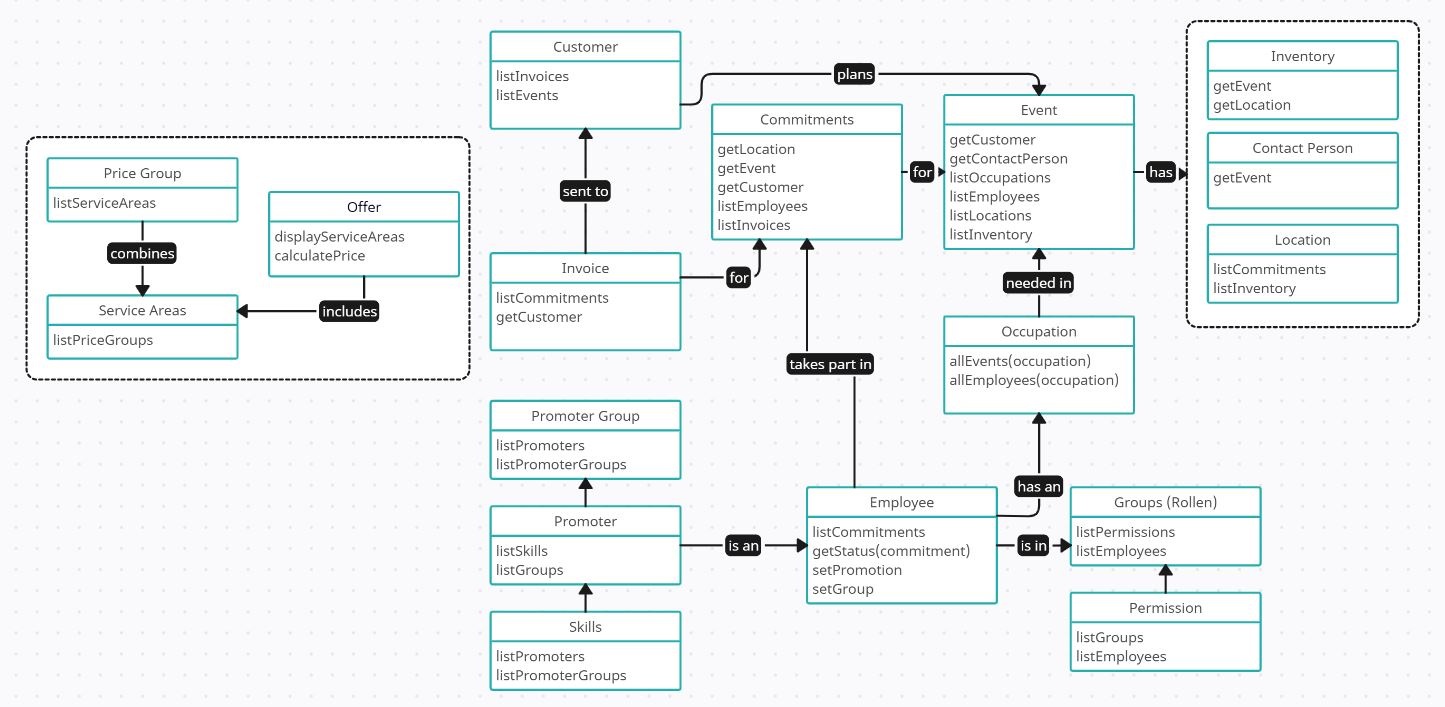 Customer
listInvoices
listEvents
plans
Commitments
getLocation
getEvent
getCustomer
listEmployees
listInvoices
for
Event
getCustomer
getContactPerson
listOccupations
listEmployees
listLocations
listInventory
has
Inventory
getEvent
getLocation
Contact Person
getEvent
Location
listCommitments
listInventory
Price Group
listServiceAreas
combines
Offer
displayServiceAreas
calculatePrice
includes
Service Areas
listPriceGroups
sent to
Invoice
listCommitments
getCustomer
for
needed in
Occupation
allEvents(occupation)
allEmployees(occupation)
takes part in
Promoter Group
listPromoters
listPromoterGroups
Promoter
listSkills
listGroups
is an
Skills
listPromoters
listPromoterGroups
Employee
listCommitments
getStatus(commitment)
setPromotion
setGroup
has an
is in
Groups (Rollen)
listPermissions
listEmployees
Permission
listGroups
listEmployees